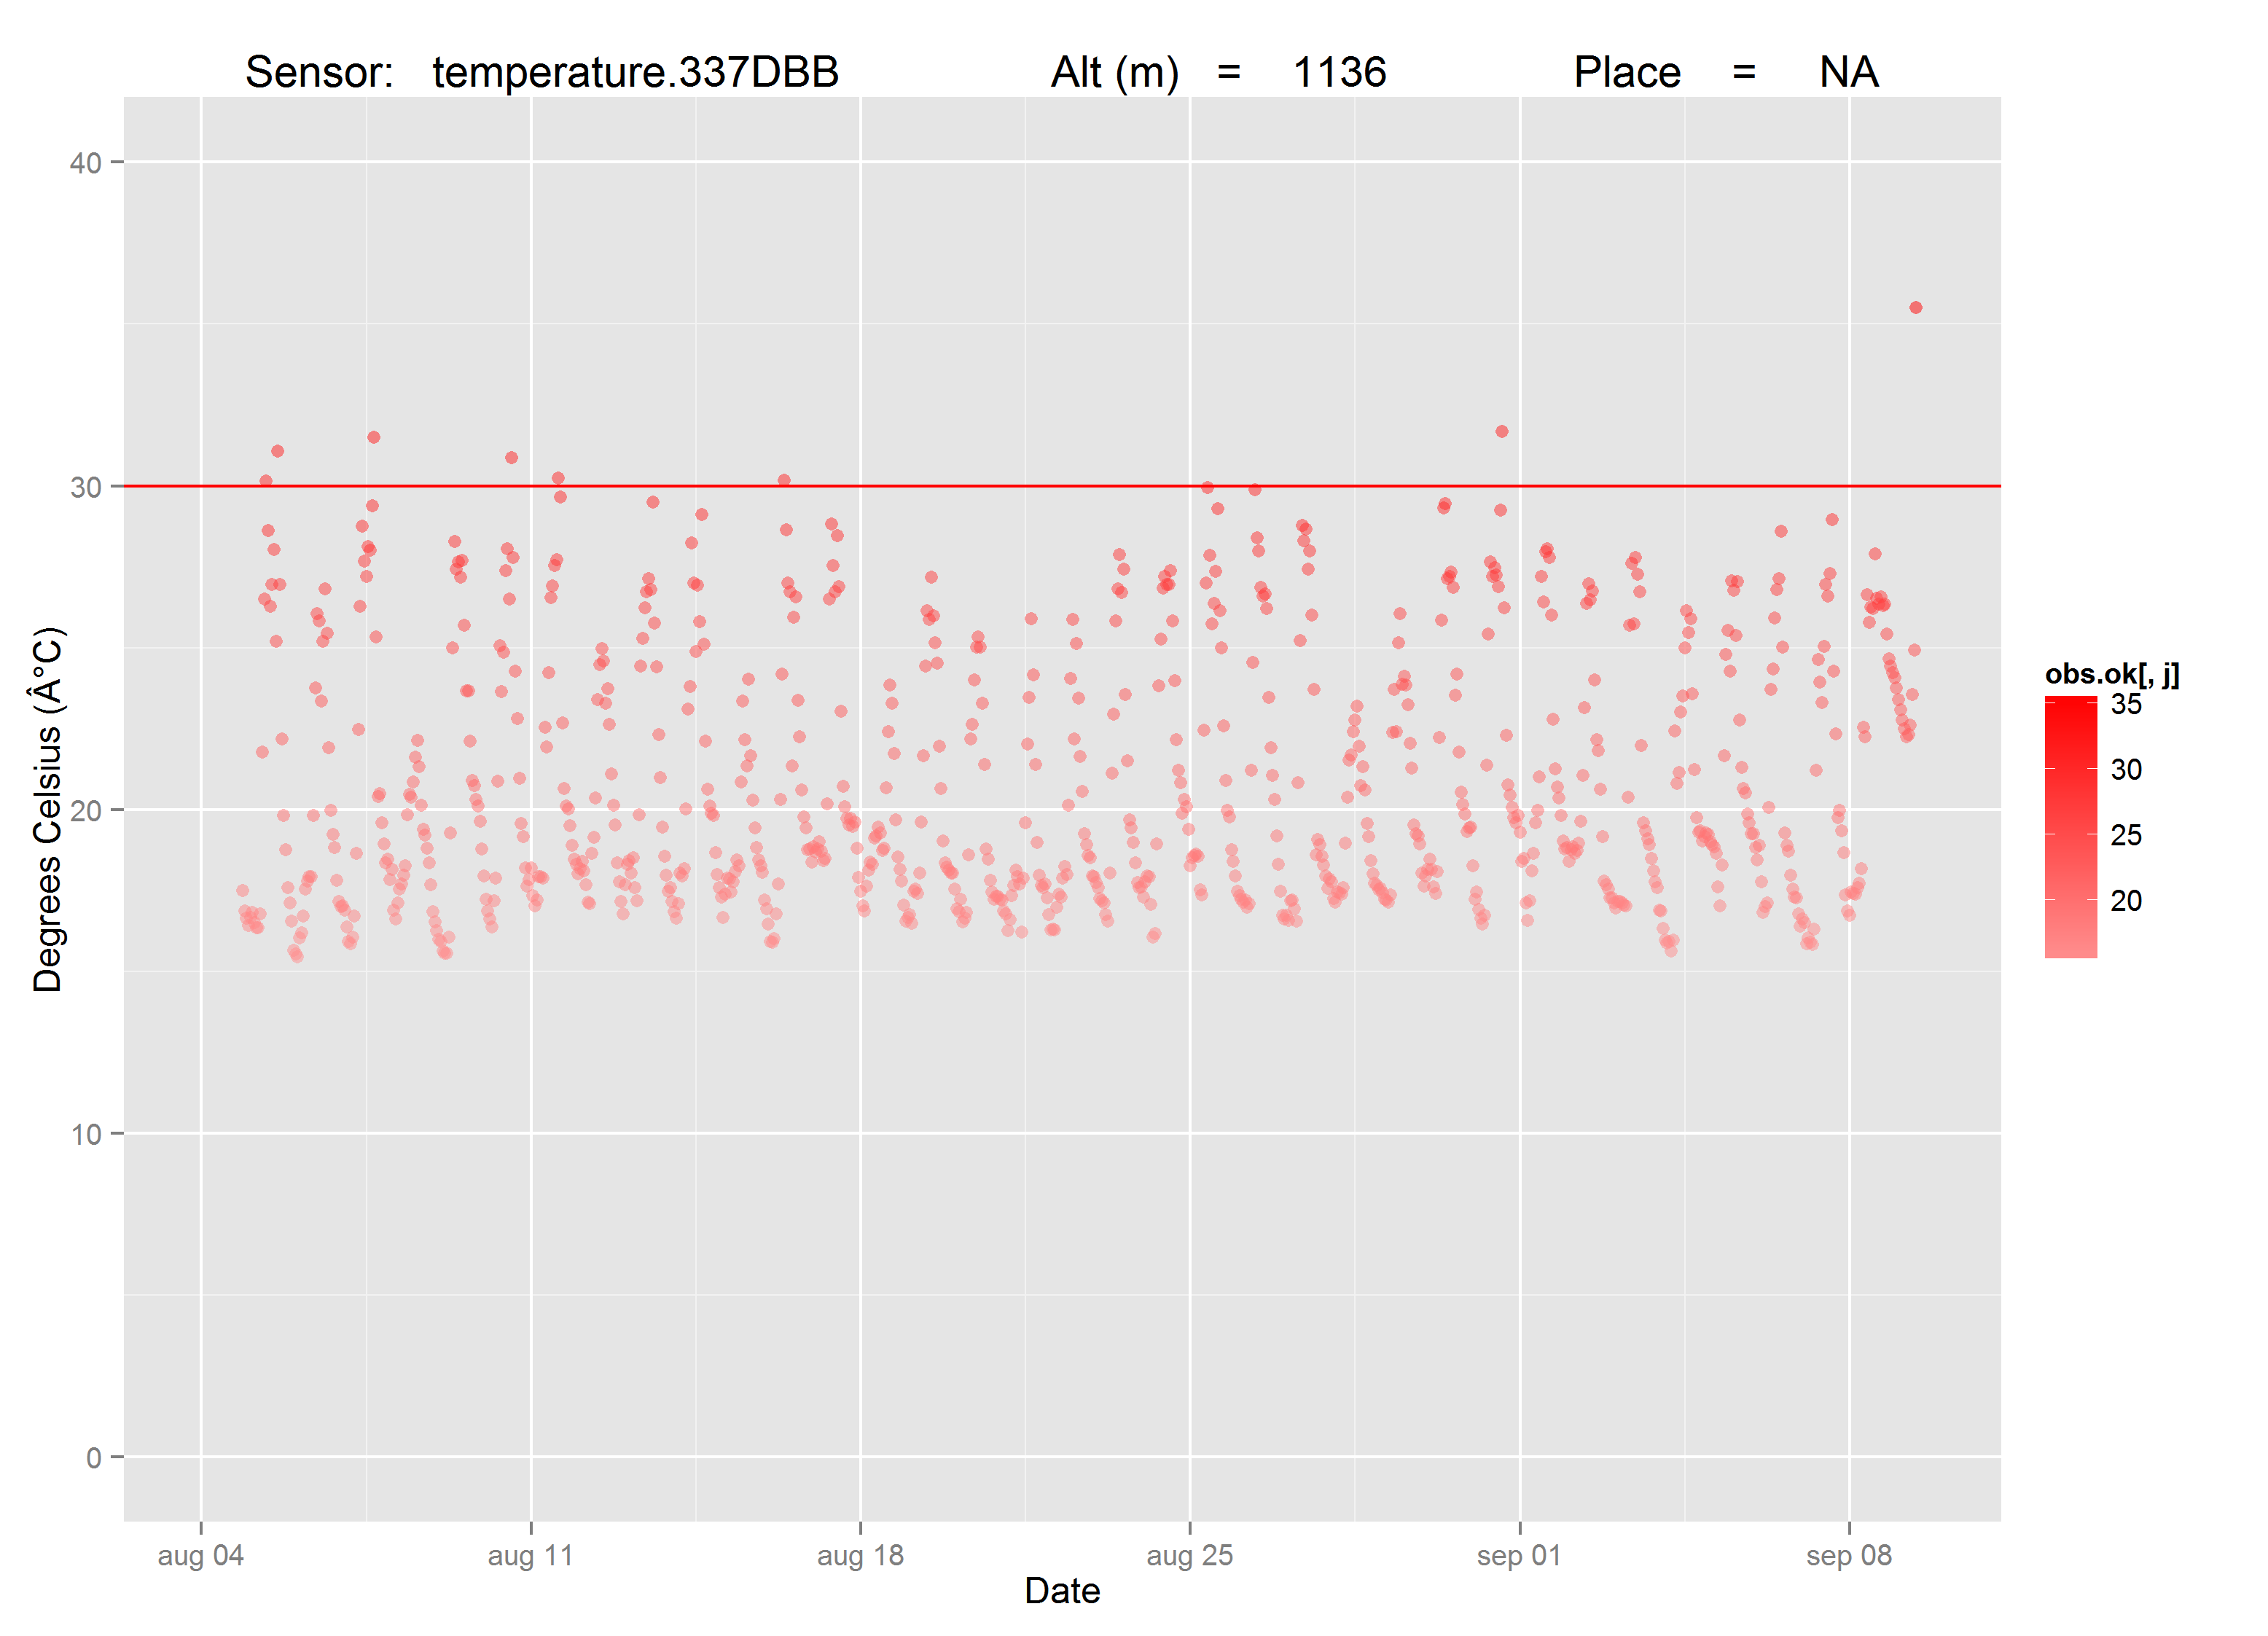 Sensor: temperature.337DBB Alt (m) = 1136 Place = NA
Degrees Celsius (Â°C)
40
30
20
10
0
aug 04 aug 11 aug 18 aug 25 sep 01 sep 08
Date
obs.ok[, j]
35
30
25
20